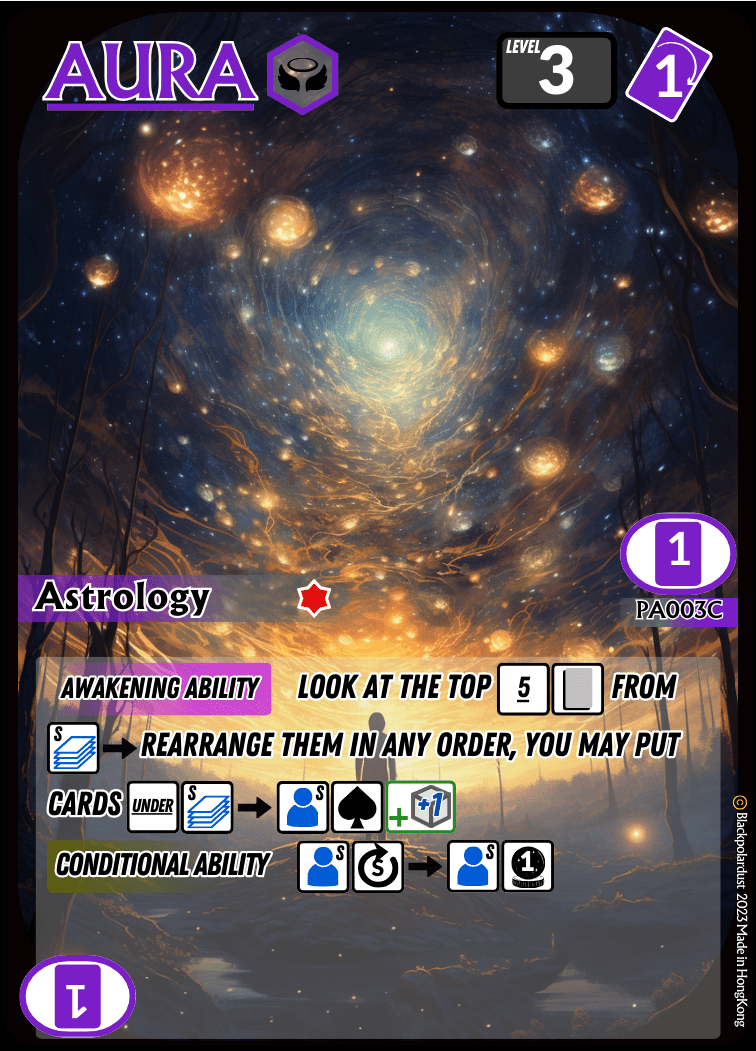 AURA
LEVEL 3
1
1
Astrology
PA003C
AWAKENING ABILITY LOOK AT THE TOP 5 FROM
S REARRANGE THEM IN ANY ORDER, YOU MAY PUT
CARDS UNDER S S + +1
CONDITIONAL ABILITY S S S 1
1
© Blackpolardust 2023 Made in HongKong